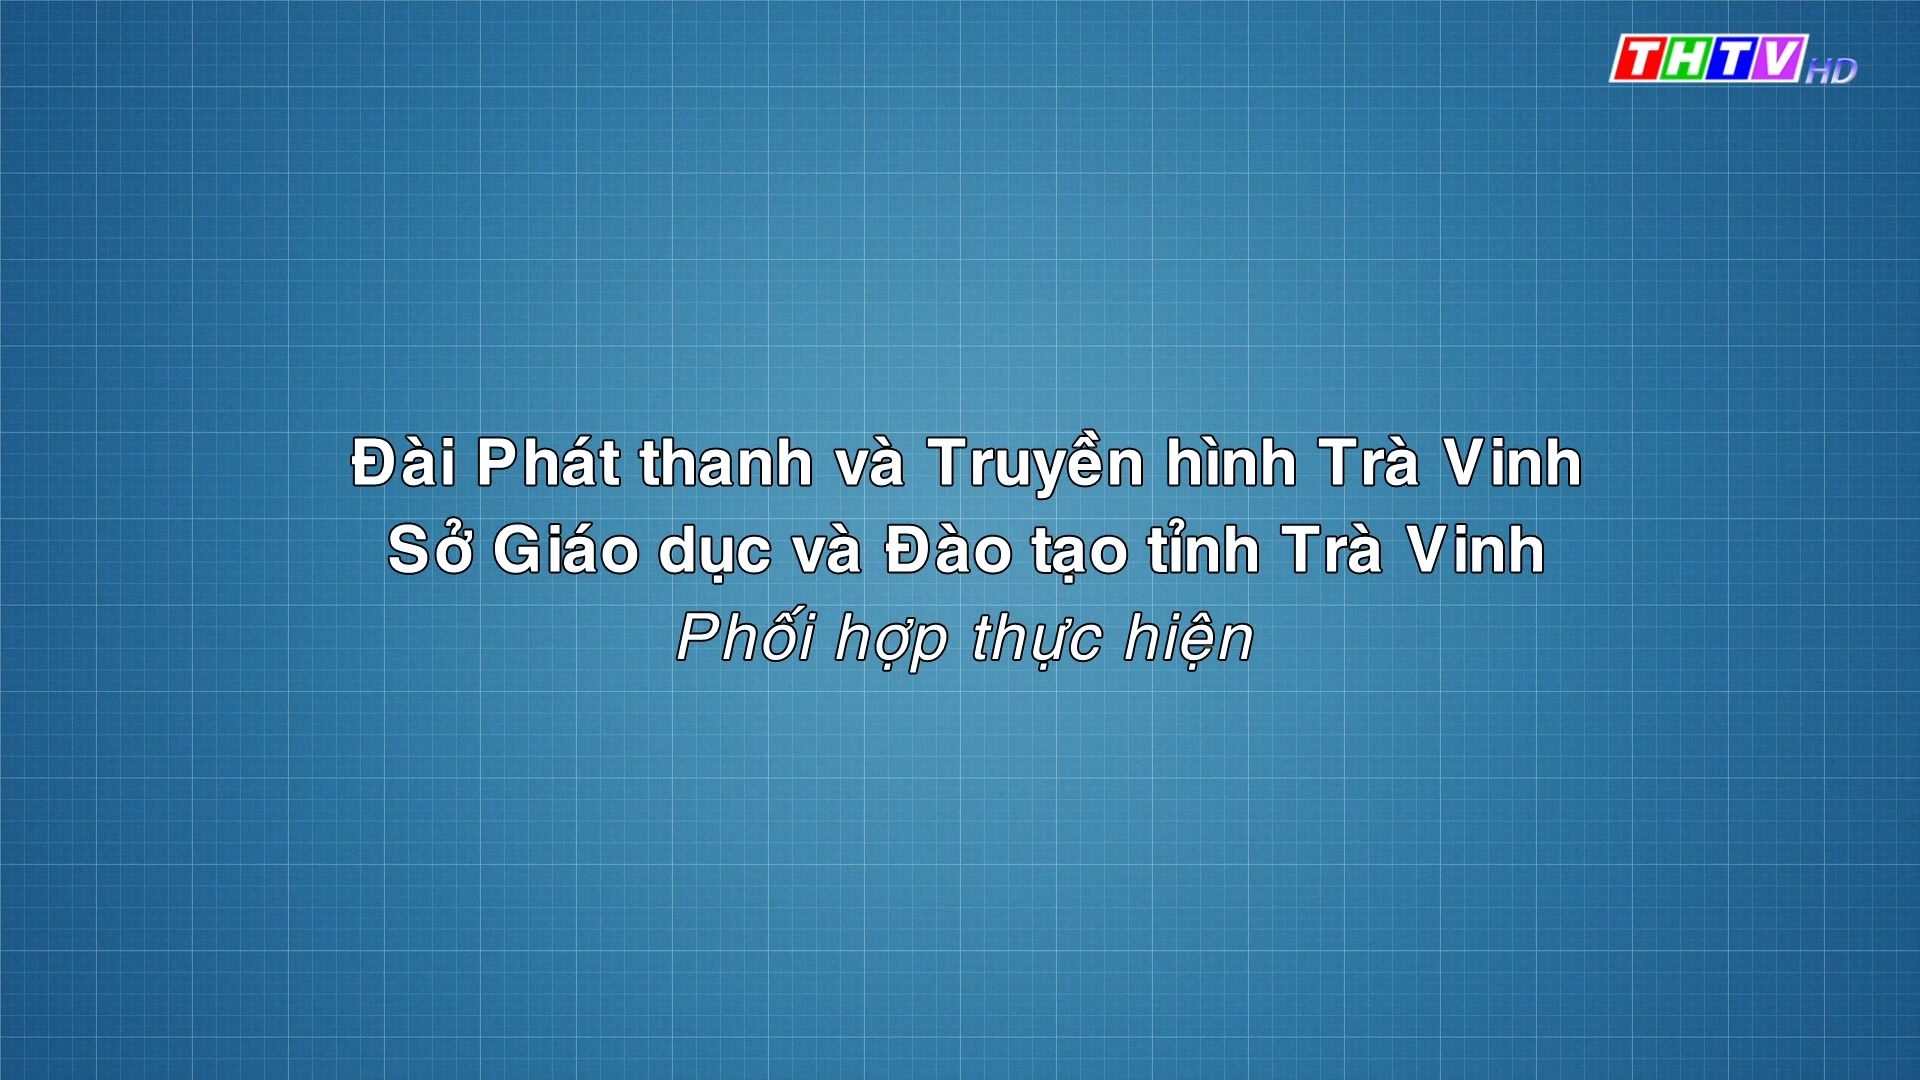 THTV HD
Đài Phát thanh và Truyền hình Trà Vinh
Sở Giáo dục và Đào tạo tỉnh Trà Vinh
Phối hợp thực hiện